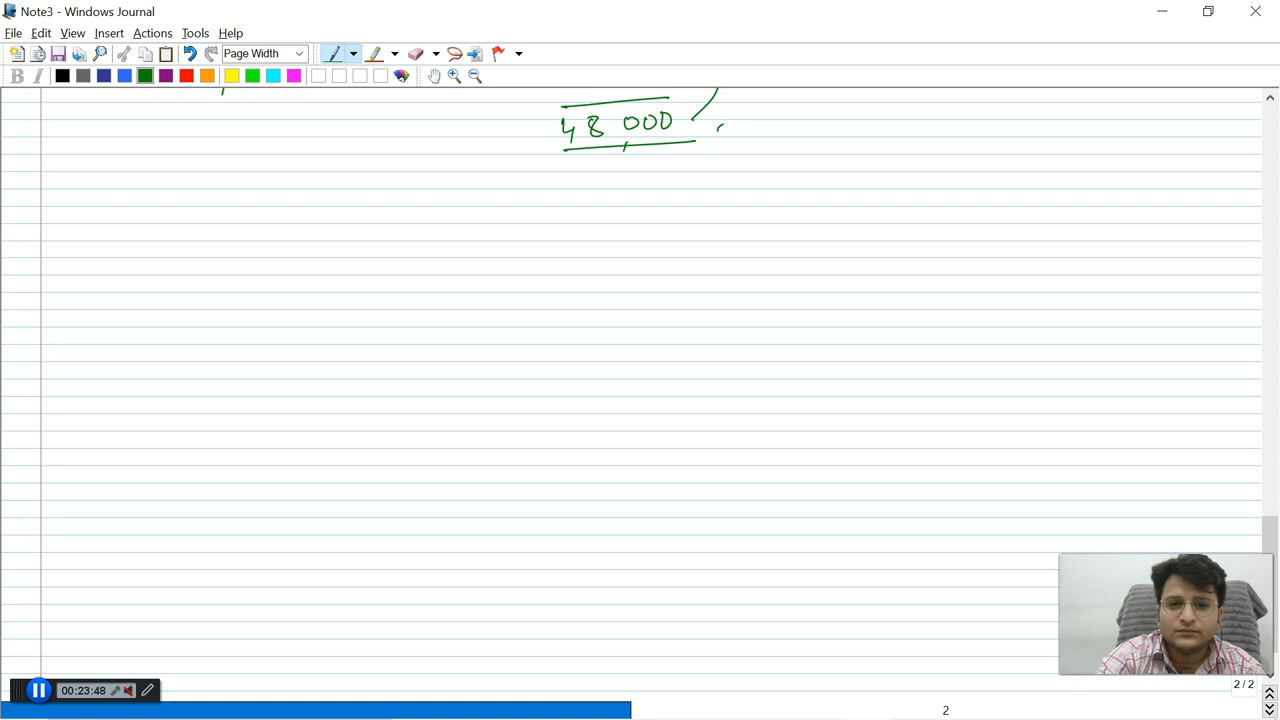 Note3 - Windows Journal
File Edit View Insert Actions Tools Help
Page Width
B I
48,000
00:23:48
2 / 2
2